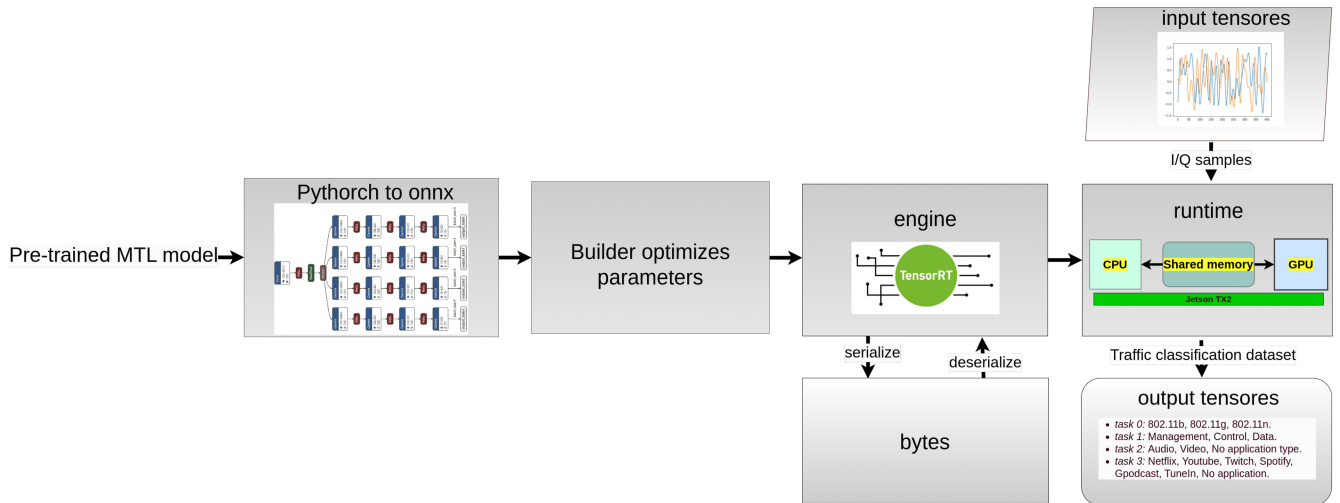 input tensores
I/Q samples
Pythorch to onnx
Pre-trained MTL model
Builder optimizes
parameters
engine
TensorRT
runtime
CPU
Shared memory
GPU
Jetson TX2
serialize
deserialize
Traffic classification dataset
bytes
output tensores
• task 0: 802.11b, 802.11g, 802.11n.
• task 1: Management, Control, Data.
• task 2: Audio, Video, No application type.
• task 3: Netflix, Youtube, Twitch, Spotify,
Gpodcast, TuneIn, No application.